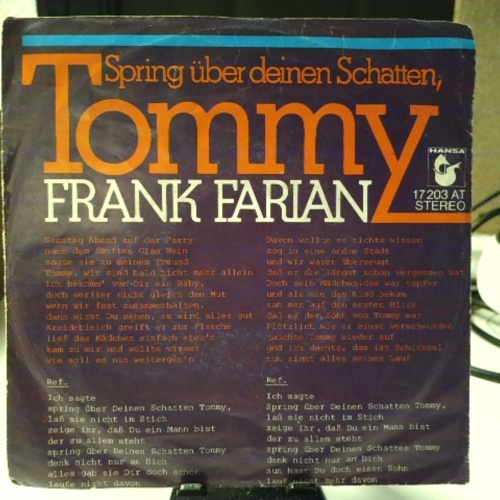 Spring über deinen Schatten,
Tommy
FRANK FARIAN
HANSA
17 203 AT
STEREO
Samstag Abend auf der Party
nach dem fünften Glas Wein
sagte sie zu meinem Freund
Tommy, wir sind bald nicht mehr allein
ich bekomm' von Dir ein Baby,
doch verlier nicht gleich den Mut
wenn wir fest zusammenhalten,
dann wirst Du sehen, es wird alles gut
Kreidebleich greift er zur Flasche
ließ das Mädchen einfach steh'n
kam zu mir und wollte wissen
wie soll es nun weitergeh'n
Ref.
Ich sagte
spring über Deinen Schatten Tommy,
laß sie nicht im Stich
zeige ihr, daß Du ein Mann bist
der zu allem steht
spring über Deinen Schatten Tommy
denk nicht nur an Dich
alles gab sie Dir doch schon
laufe nicht davon
Davon wollte er nichts wissen
zog in eine andre Stadt
und wir waren überzeugt
daß er sie längst schon vergessen hat
Doch sein Mädchen, das war tapfer
und als sie das Kind bekam
sah man auf den ersten Blick
daß es der Sohn von Tommy war
Plötzlich wie er einst verschwunden
tauchte Tommy wieder auf
und ich dachte, das ist Schicksal
nun nimmt alles seinen Lauf
Ref.
Ich sagte
Spring über Deinen Schatten Tommy,
laß sie nicht im Stich
zeige ihr, daß Du ein Mann bist
der zu allem steht
spring über Deinen Schatten Tommy
denk nicht nur an Dich
nun hast Du doch einen Sohn
laufe nicht mehr davon